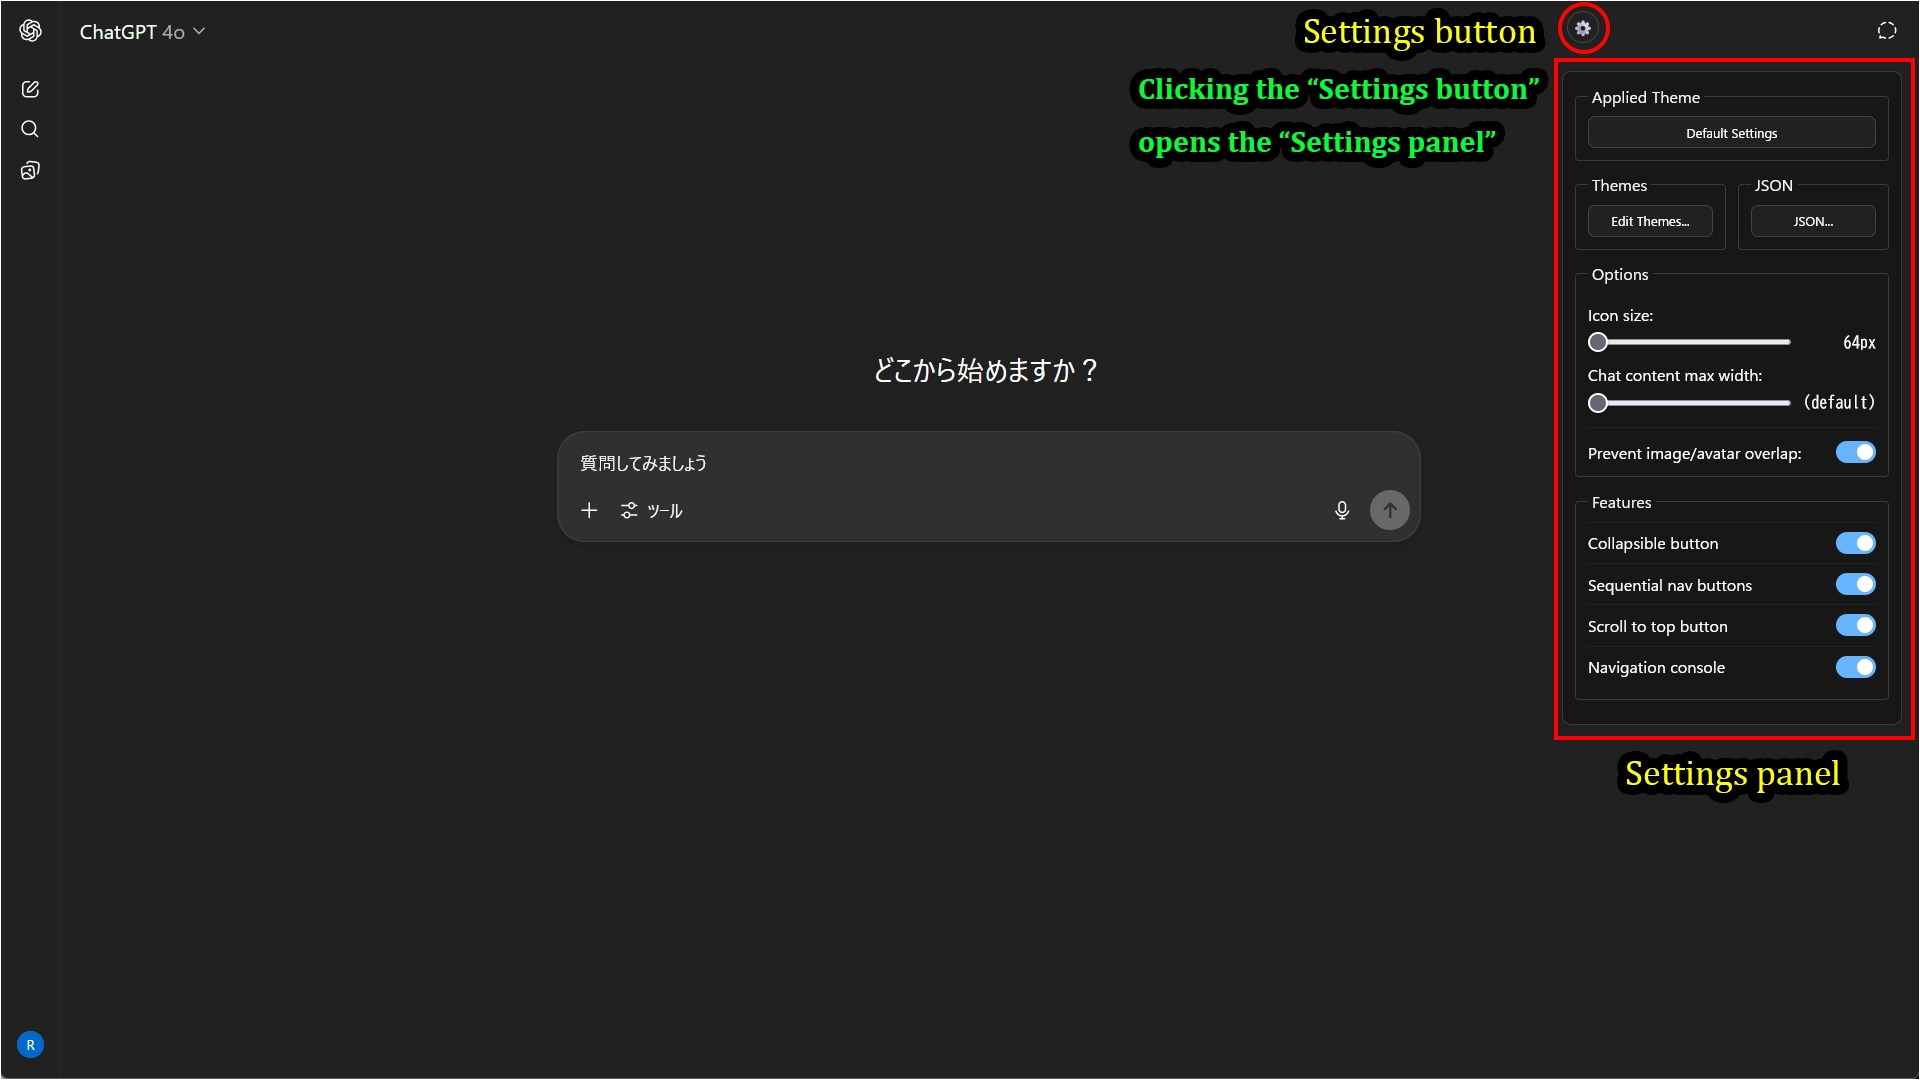 ChatGPT 4o
Settings button
Clicking the “Settings button”
opens the “Settings panel”
Applied Theme
Default Settings
Themes
Edit Themes...
JSON
JSON...
Options
Icon size:
64px
Chat content max width:
(default)
Prevent image/avatar overlap:
Features
Collapsible button
Sequential nav buttons
Scroll to top button
Navigation console
Settings panel
どこから始めますか？
質問してみましょう
ツール
R